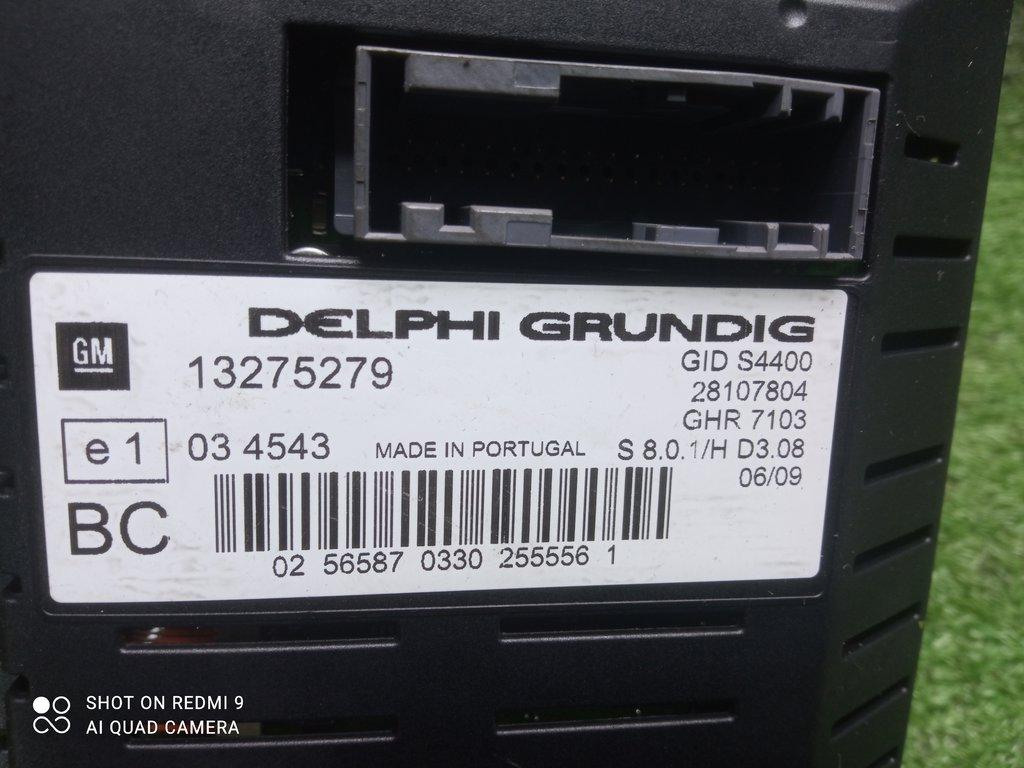 DELPHI GRUNDIG
GM
13275279
GID S4400
28107804
GHR 7103
e1
03 4543
MADE IN PORTUGAL
S 8.0.1/H D3.08
06/09
BC
02 56587 0330 255556 1
SHOT ON REDMI 9
AI QUAD CAMERA